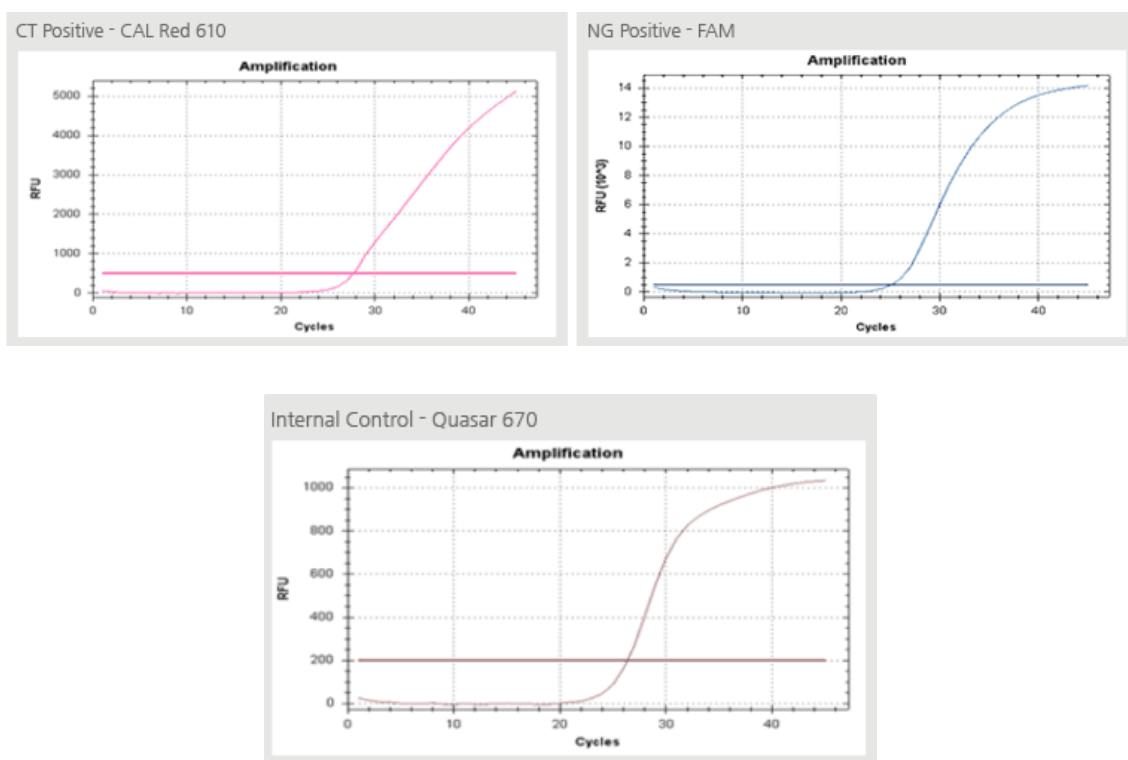 CT Positive - CAL Red 610
Amplification
5000
4000
3000
2000
1000
0
RFU
0 10 20 30 40
Cycles
NG Positive - FAM
Amplification
14
12
10
8
6
4
2
0
RFU (10^3)
0 10 20 30 40
Cycles
Internal Control - Quasar 670
Amplification
1000
800
600
400
200
0
RFU
0 10 20 30 40
Cycles